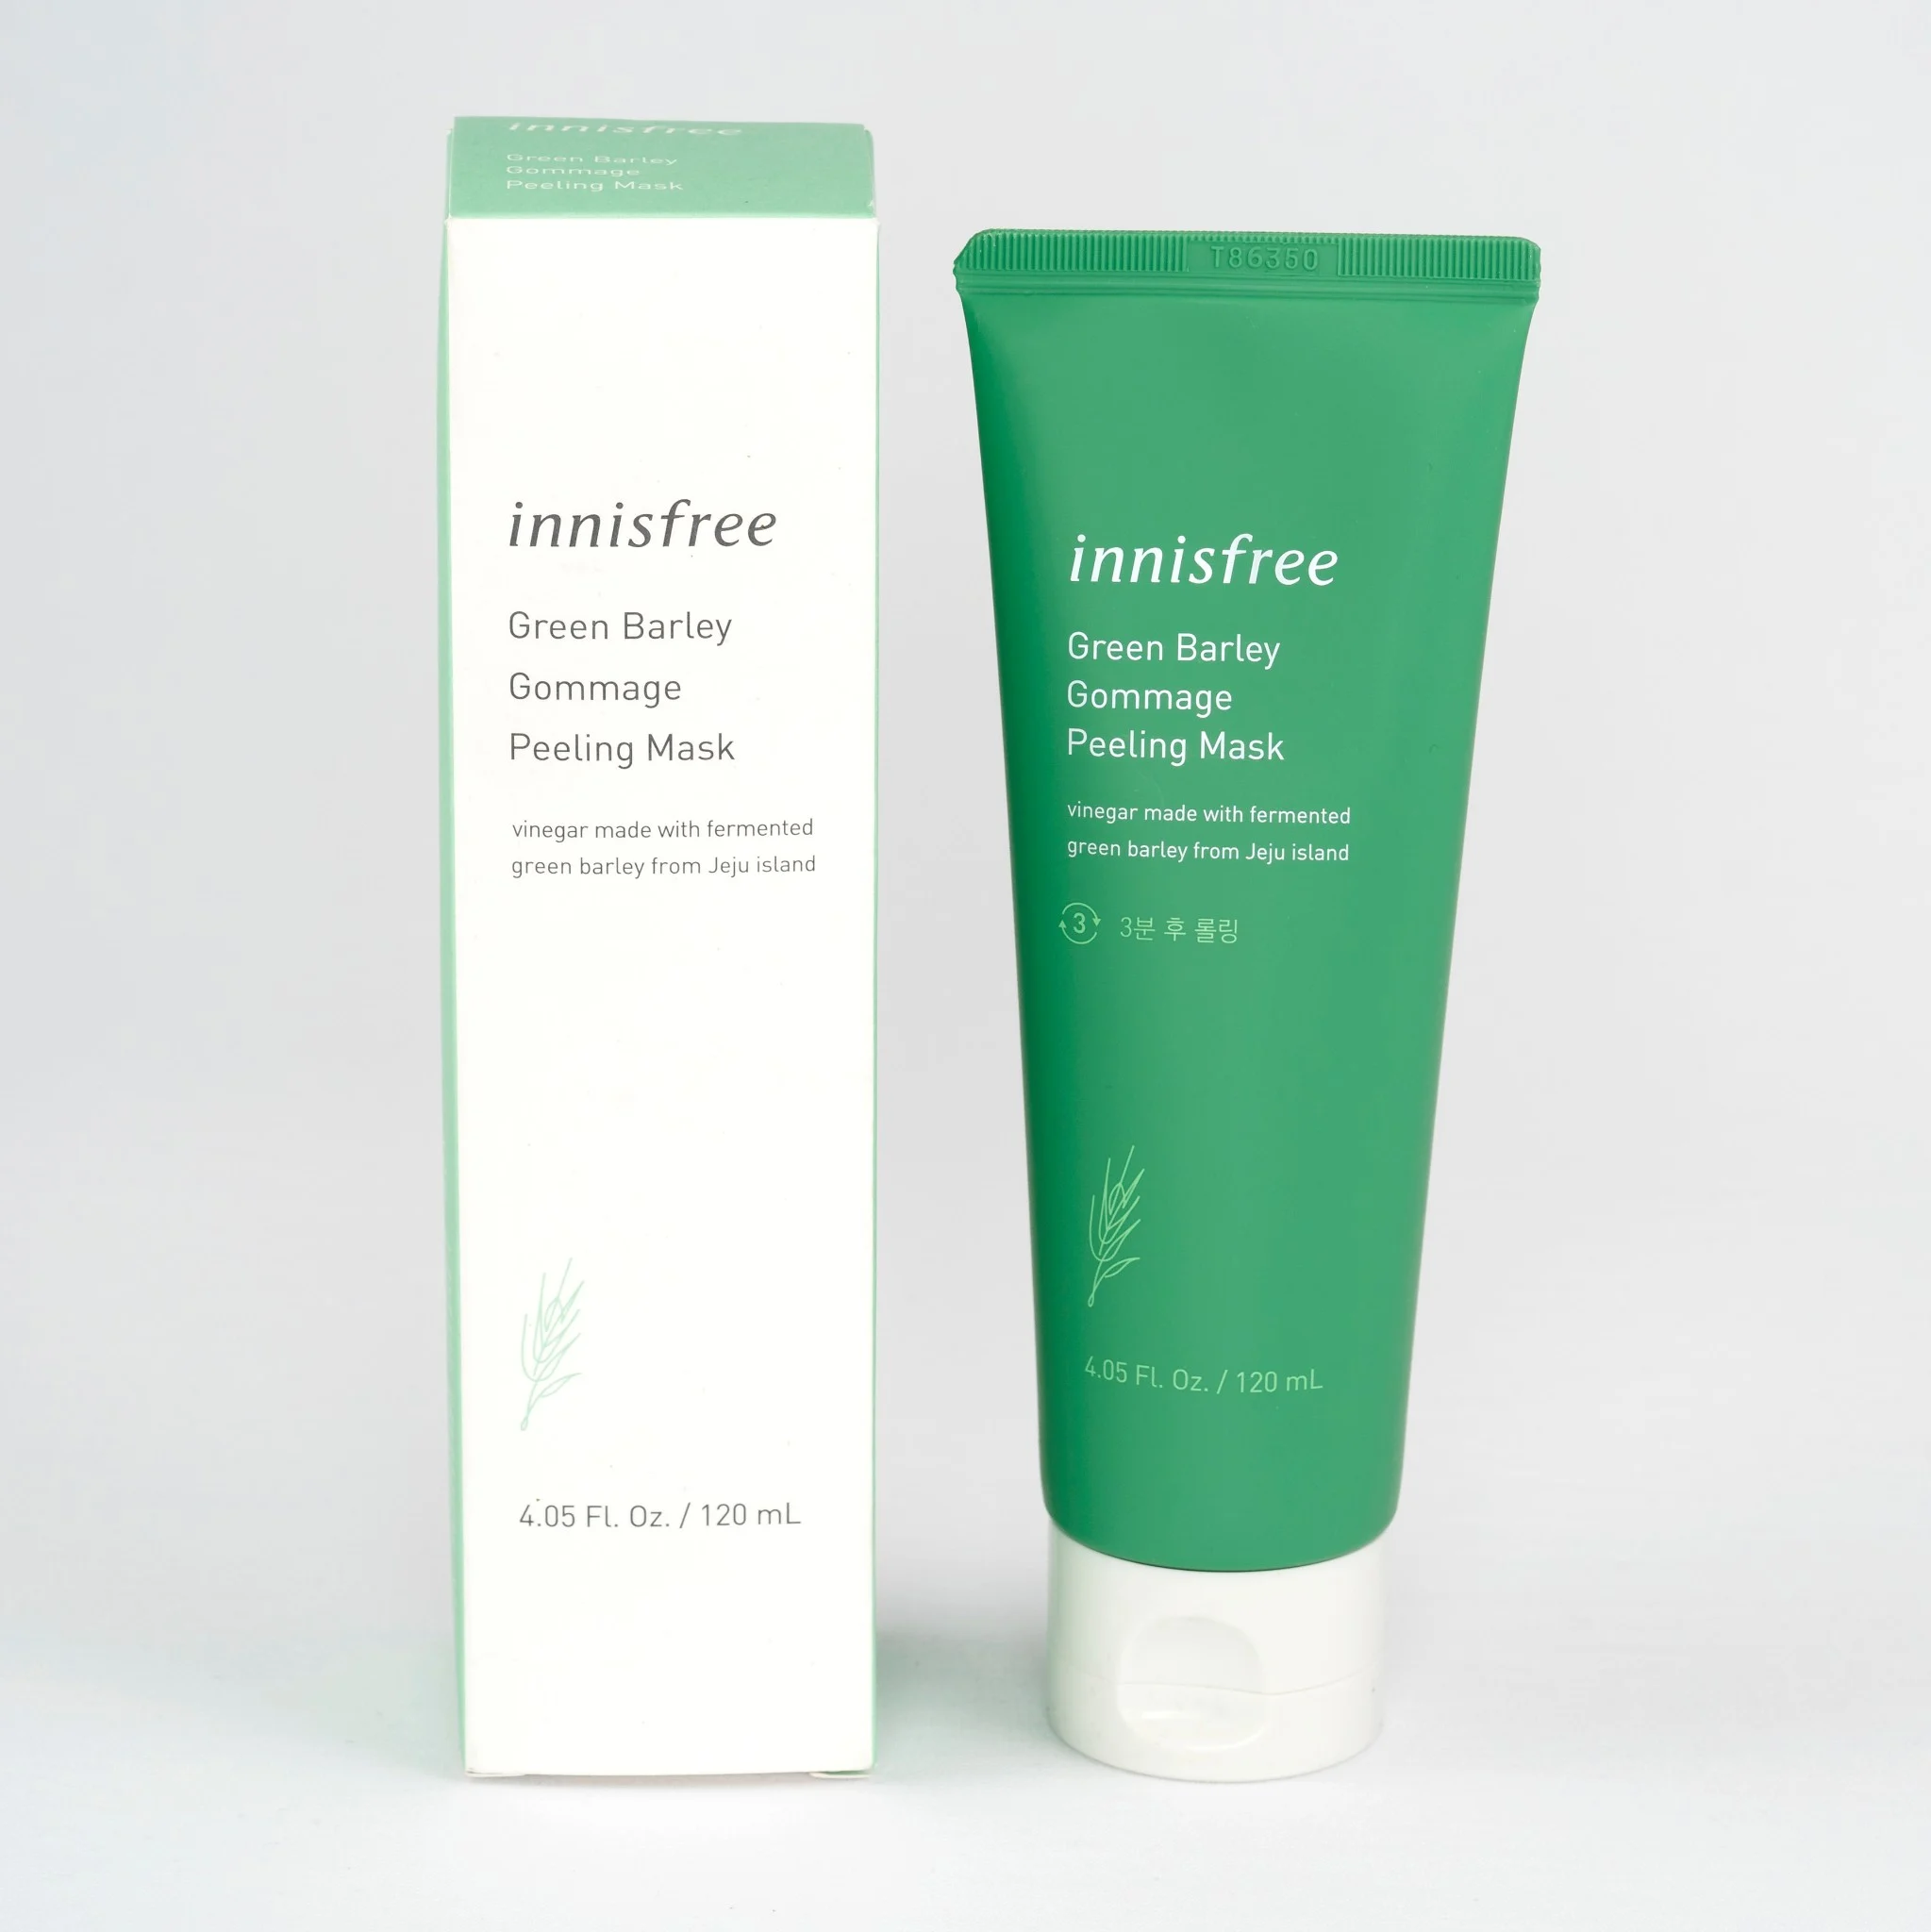 innisfree
Green Barley
Gommage
Peeling Mask
innisfree
Green Barley
Gommage
Peeling Mask
vinegar made with fermented
green barley from Jeju island
4.05 Fl. Oz. / 120 mL
T86350
innisfree
Green Barley
Gommage
Peeling Mask
vinegar made with fermented
green barley from Jeju island
3 3분 후 롤링
4.05 Fl. Oz. / 120 mL